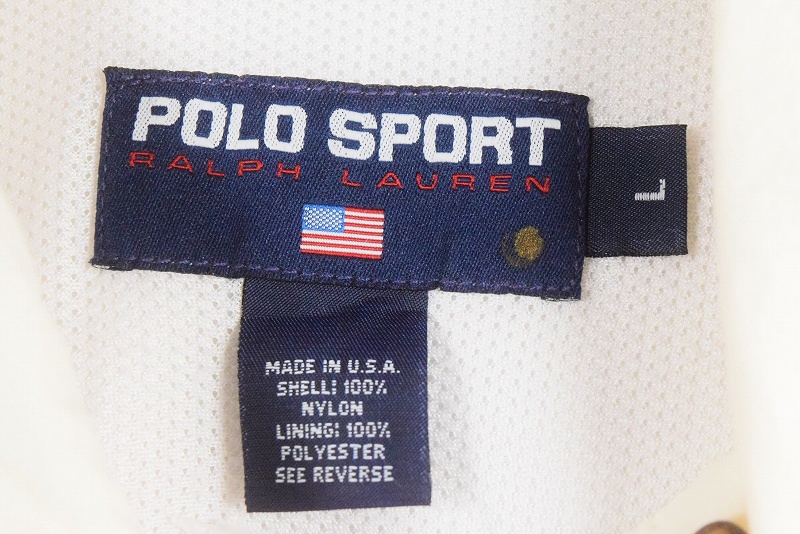 POLO SPORT
RALPH LAUREN
L
MADE IN U.S.A.
SHELL: 100%
NYLON
LINING: 100%
POLYESTER
SEE REVERSE